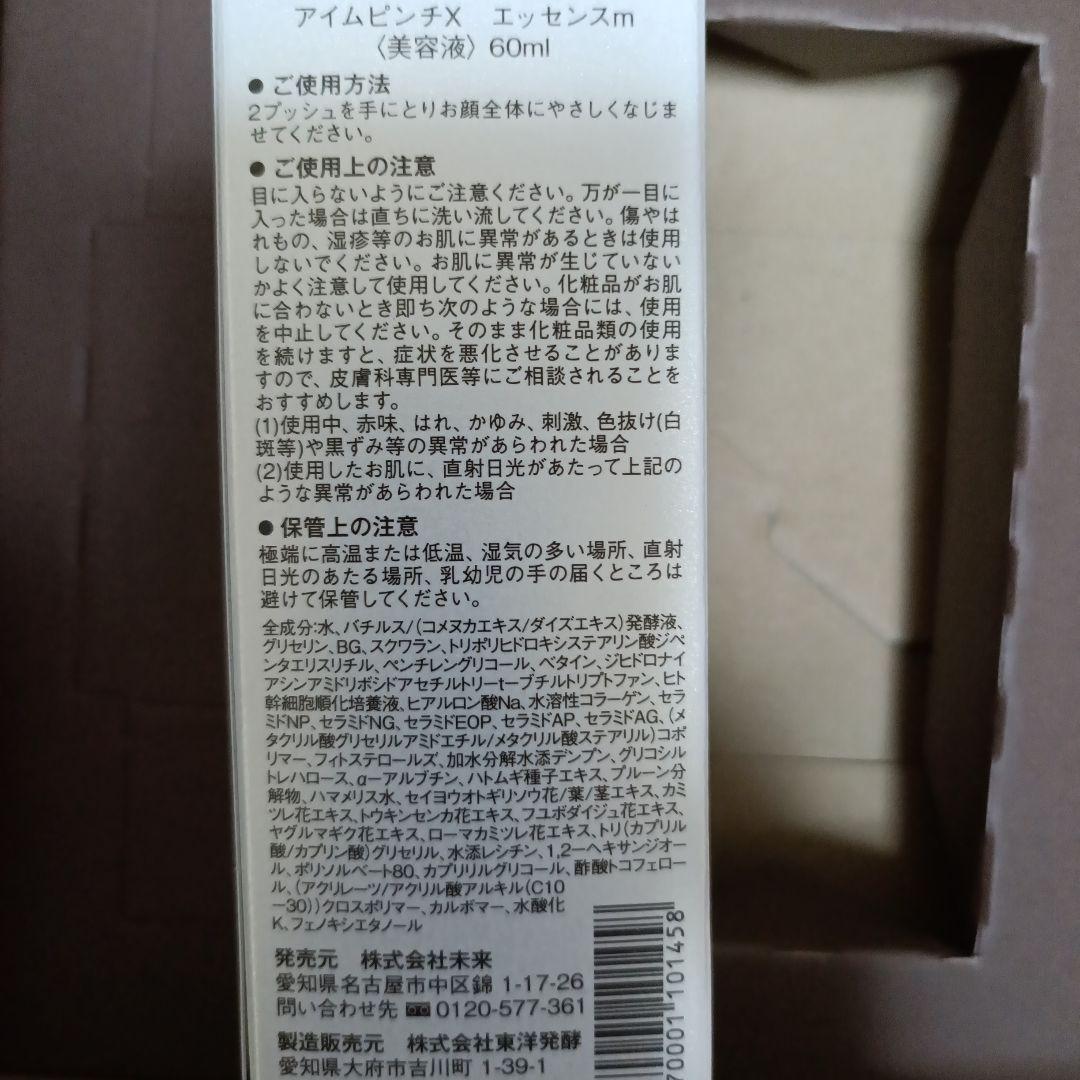 アイムピンチX　エッセンスm
〈美容液〉60ml
● ご使用方法
2プッシュを手にとりお顔全体にやさしくなじま
せてください。
● ご使用上の注意
目に入らないようにご注意ください。万が一目に
入った場合は直ちに洗い流してください。傷やは
れもの、湿疹等のお肌に異常があるときは使用
しないでください。お肌に異常が生じていない
かよく注意して使用してください。化粧品がお肌
に合わないとき即ち次のような場合には、使用
を中止してください。そのまま化粧品類の使用
を続けますと、症状を悪化させることがありま
すので、皮膚科専門医等にご相談されることを
おすすめします。
(1)使用中、赤味、はれ、かゆみ、刺激、色抜け(白
斑等)や黒ずみ等の異常があらわれた場合
(2)使用したお肌に、直射日光があたって上記の
ような異常があらわれた場合
● 保管上の注意
極端に高温または低温、湿気の多い場所、直射
日光のあたる場所、乳幼児の手の届くところは
避けて保管してください。
全成分:水、バチルス/(コメヌカエキス/ダイズエキス)発酵液、
グリセリン、BG、スクワラン、トリポリヒドロキシステアリン酸ジペ
ンタエリスリチル、ペンチレングリコール、ベタイン、ジヒドロナイ
アシンアミドリボシドアセチルトリーt－ブチルトリプトファン、ヒト
幹細胞順化培養液、ヒアルロン酸Na、水溶性コラーゲン、セラ
ミドNP、セラミドNG、セラミドEOP、セラミドAP、セラミドAG、(メ
タクリル酸グリセリルアミドエチル/メタクリル酸ステアリル)コポ
リマー、フィトステロールズ、加水分解水添デンプン、グリコシル
トレハロース、α－アルブチン、ハトムギ種子エキス、プルーン分
解物、ハマメリス水、セイヨウオトギリソウ花/葉/茎エキス、カミ
ツレ花エキス、トウキンセンカ花エキス、フユボダイジュ花エキス、
ヤグルマギク花エキス、ローマカミツレ花エキス、トリ(カプリル
酸/カプリン酸)グリセリル、水添レシチン、1,2－ヘキサンジオー
ル、ポリソルベート80、カプリリルグリコール、酢酸トコフェロー
ル、(アクリレーツ/アクリル酸アルキル(C10
－30))クロスポリマー、カルボマー、水酸化
K、フェノキシエタノール
発売元　株式会社未来
愛知県名古屋市中区錦 1-17-26
問い合わせ先 0120-577-361
製造販売元　株式会社東洋発酵
愛知県大府市吉川町 1-39-1
70001 101458